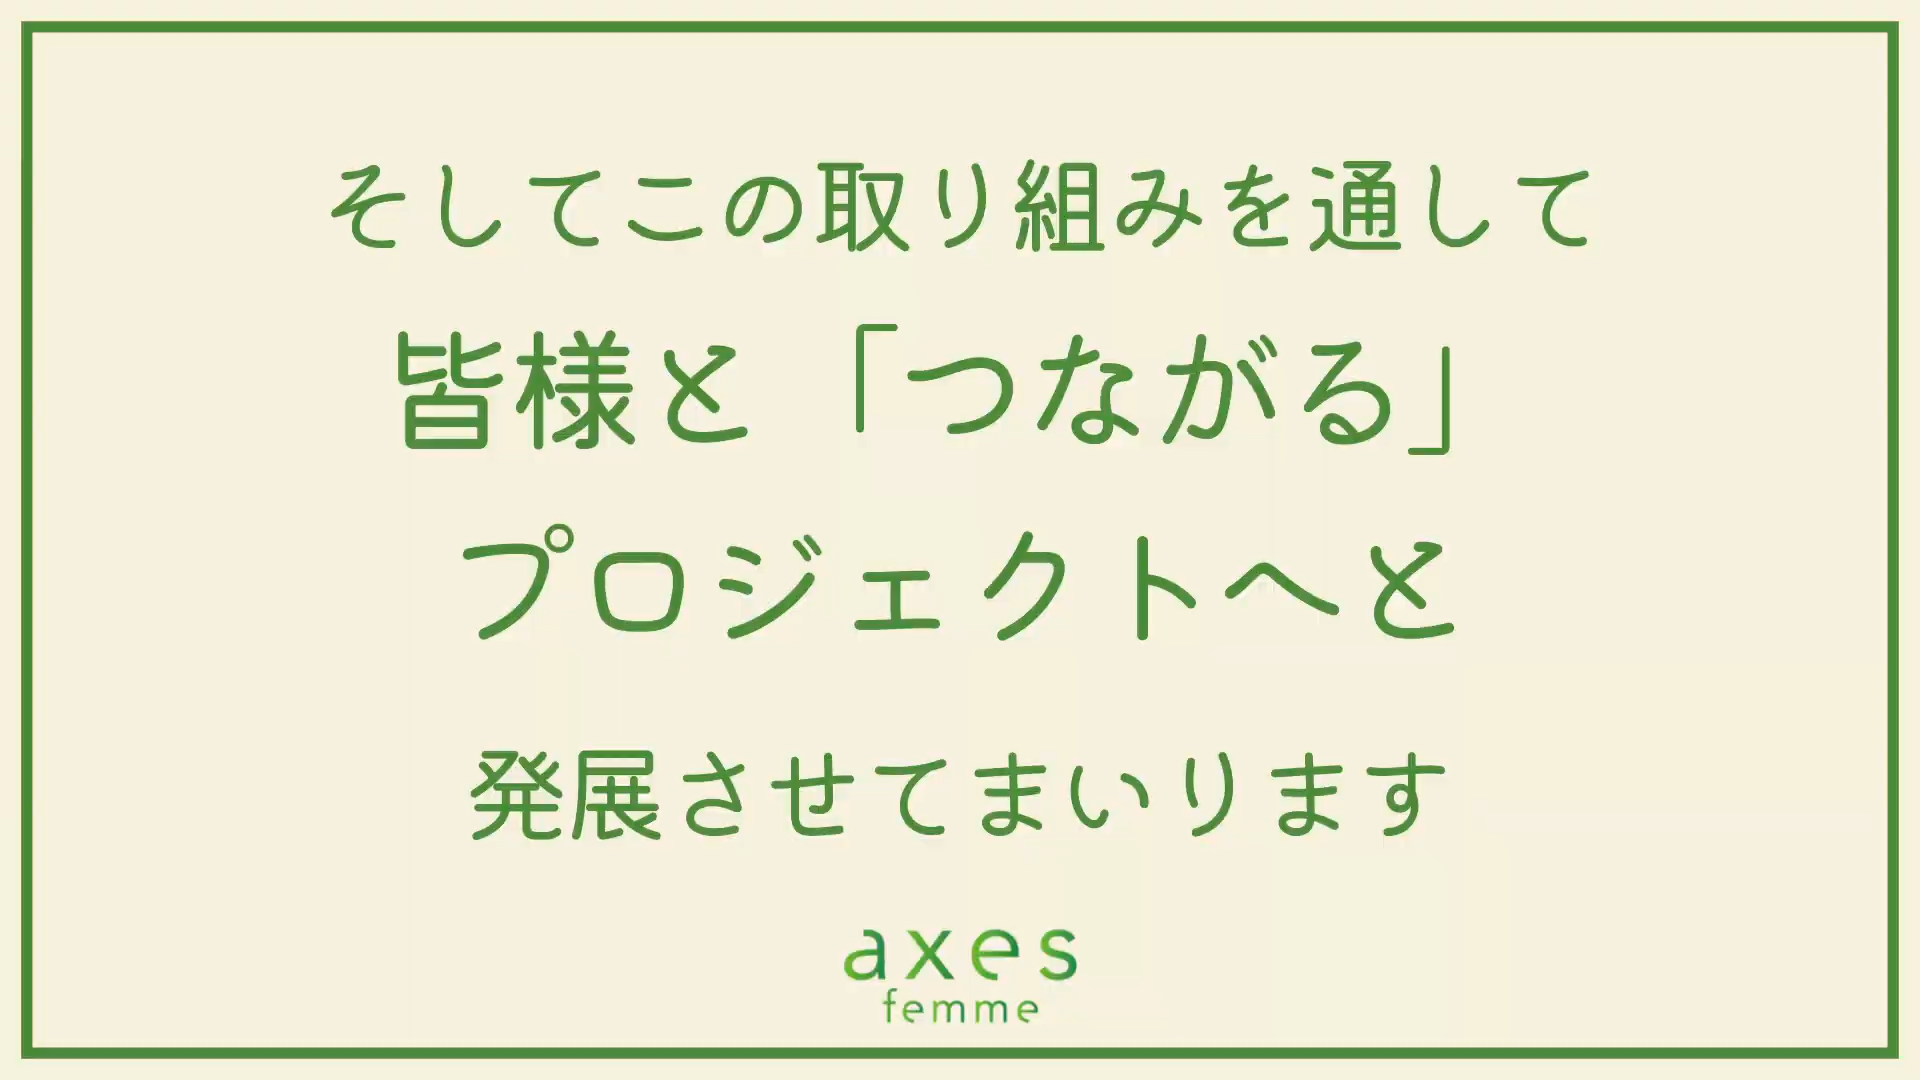 そしてこの取り組みを通して
皆様と「つながる」
プロジェクトへと
発展させてまいります
axes
femme